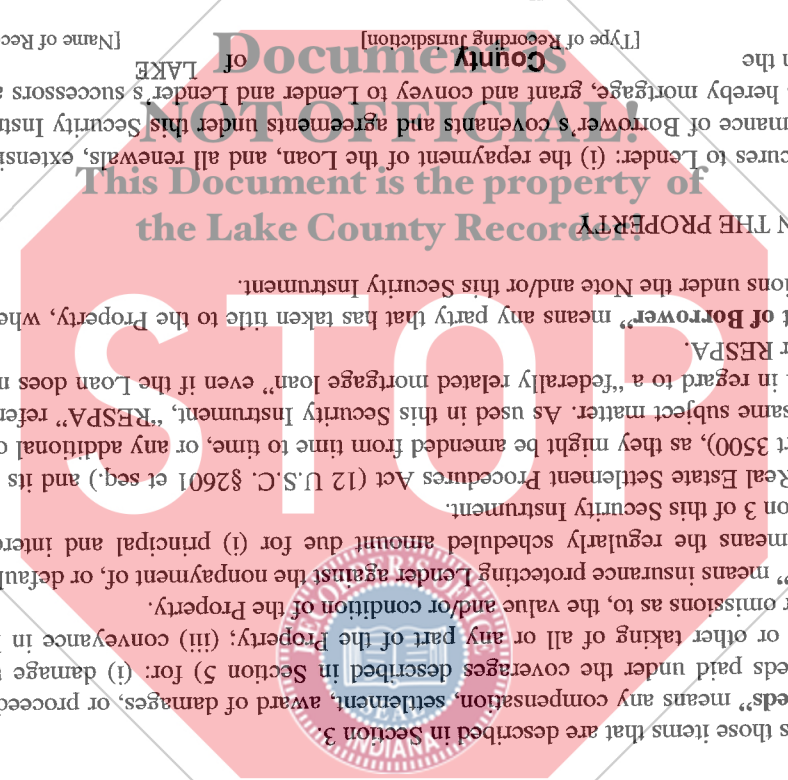 s those items that are described in Section 3.
eds” means any compensation, settlement, award of damages, or proceed
eds paid under the coverages described in Section 5) for: (i) damage
or other taking of all or any part of the Property; (iii) conveyance in
r omissions as to, the value and/or condition of the Property.
” means insurance protecting Lender against the nonpayment of, or defaul
means the regularly scheduled amount due for (i) principal and inter
on 3 of this Security Instrument.
Real Estate Settlement Procedures Act (12 U.S.C. §2601 et seq.) and its
rt 3500), as they might be amended from time to time, or any additional o
same subject matter. As used in this Security Instrument, “RESPA” refer
l in regard to a “federally related mortgage loan” even if the Loan does n
r RESPA.
t of Borrower” means any party that has taken title to the Property, whe
ions under the Note and/or this Security Instrument.
N THE PROPERTY
cures to Lender: (i) the repayment of the Loan, and all renewals, extensi
mance of Borrower’s covenants and agreements under this Security Instr
hereby mortgage, grant and convey to Lender and Lender’s successors a
n the County of LAKE
[Type of Recording Jurisdiction] [Name of Reco
Document is
NOT OFFICIAL!
This Document is the property of
the Lake County Recorder!
STOP
RECORDER'S
SEAL
INDIANA